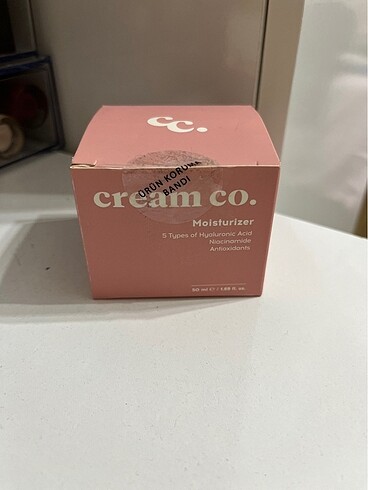 cc.
ÜRÜN KORUMA
BANDI
cream co.
Moisturizer
5 Types of Hyaluronic Acid
Niacinamide
Antioxidants
50 ml ℮ / 1.69 fl. oz.